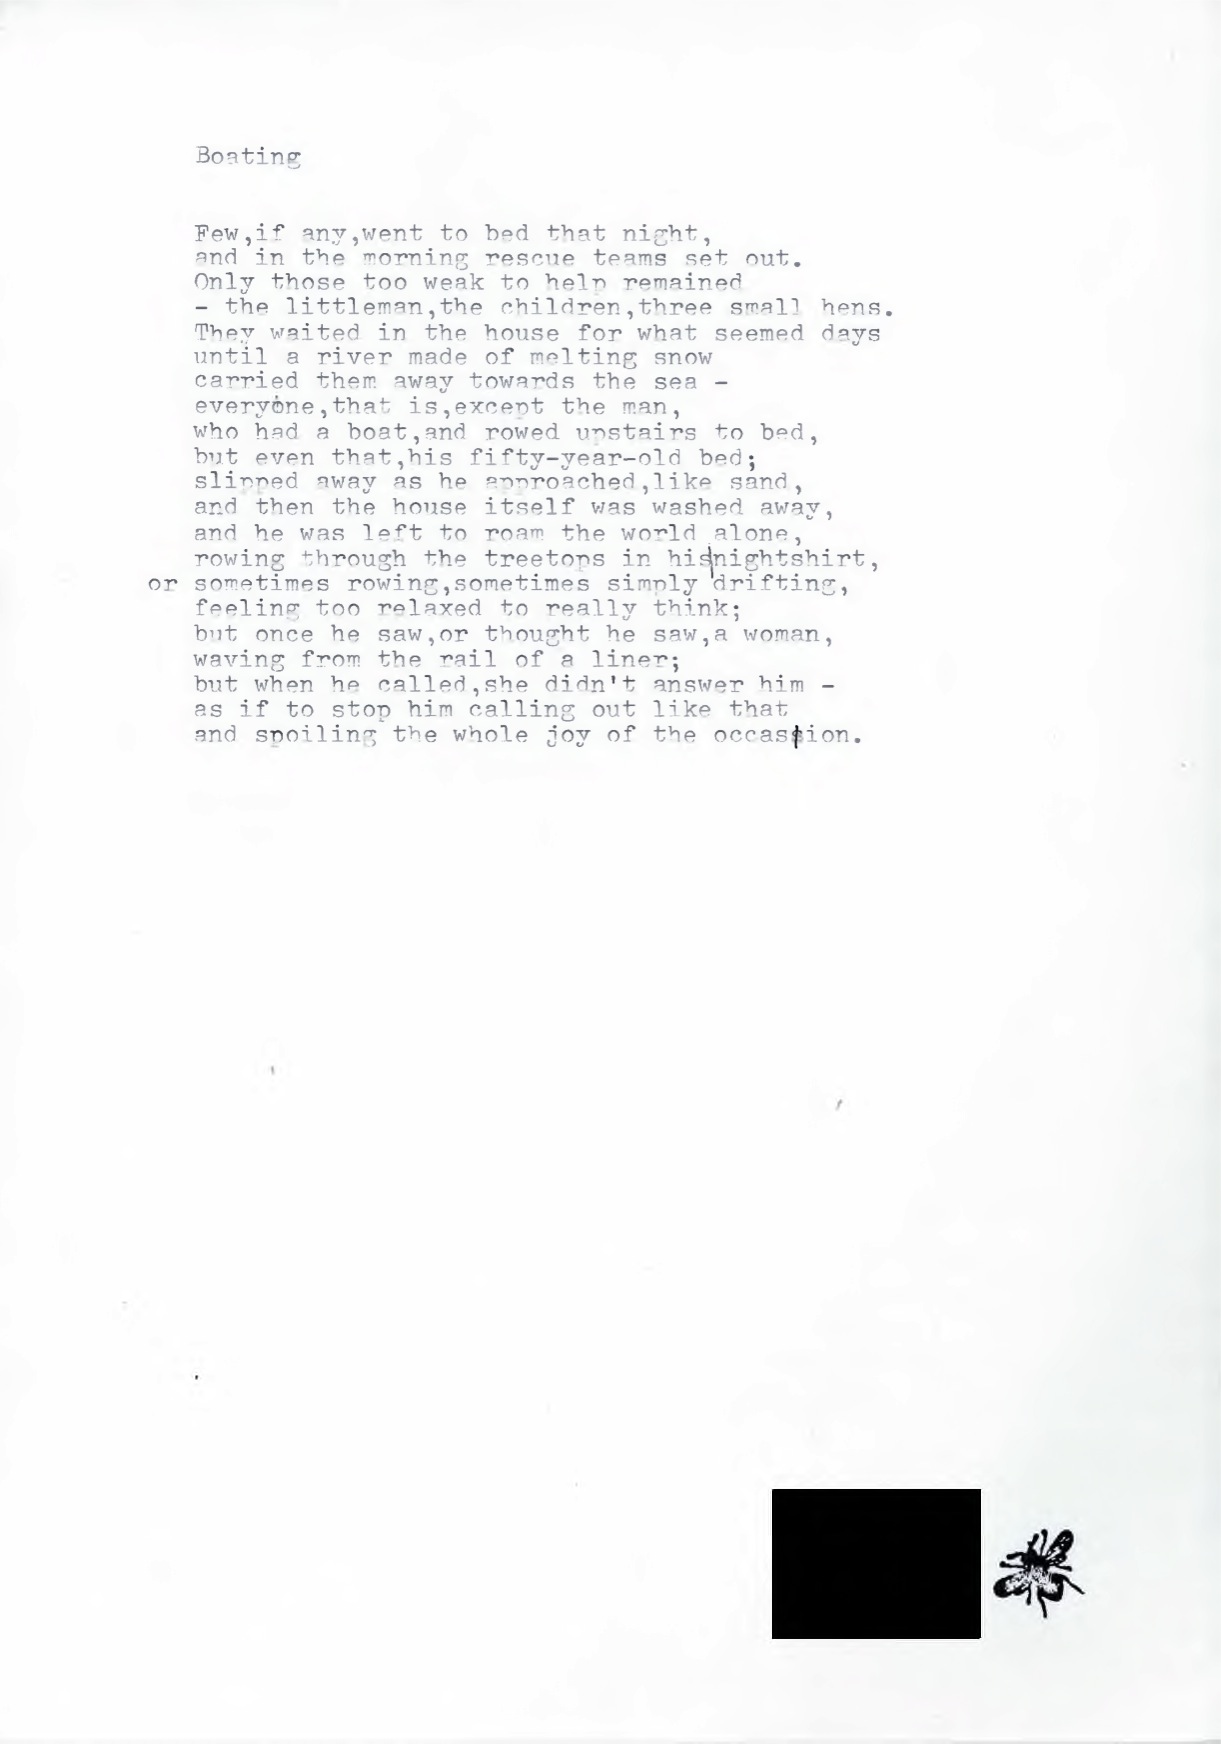 Boating
Few,if any,went to bed that night,
and in the morning rescue teams set out.
Only those too weak to help remained
- the littleman,the children,three small hens.
They waited in the house for what seemed days
until a river made of melting snow
carried them away towards the sea -
everyone,that is,except the man,
who had a boat,and rowed upstairs to bed,
but even that,his fifty-year-old bed;
slipped away as he approached,like sand,
and then the house itself was washed away,
and he was left to roam the world alone,
rowing through the treetops in his|nightshirt,
or sometimes rowing,sometimes simply drifting,
feeling too relaxed to really think;
but once he saw,or thought he saw,a woman,
waving from the rail of a liner;
but when he called,she didn't answer him -
as if to stop him calling out like that
and spoiling the whole joy of the occasion.